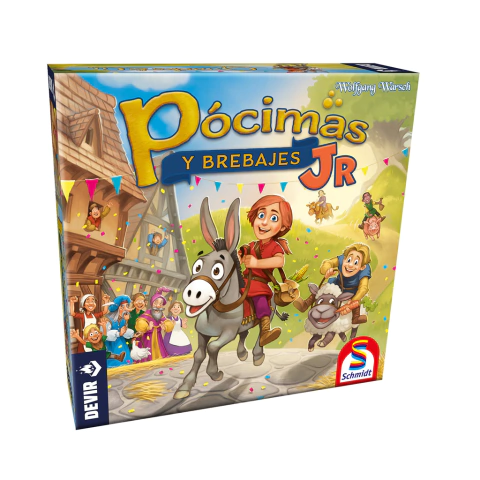 Wolfgang Warsch
Pócimas
Y BREBAJES
JR
DEVIR
S
Schmidt